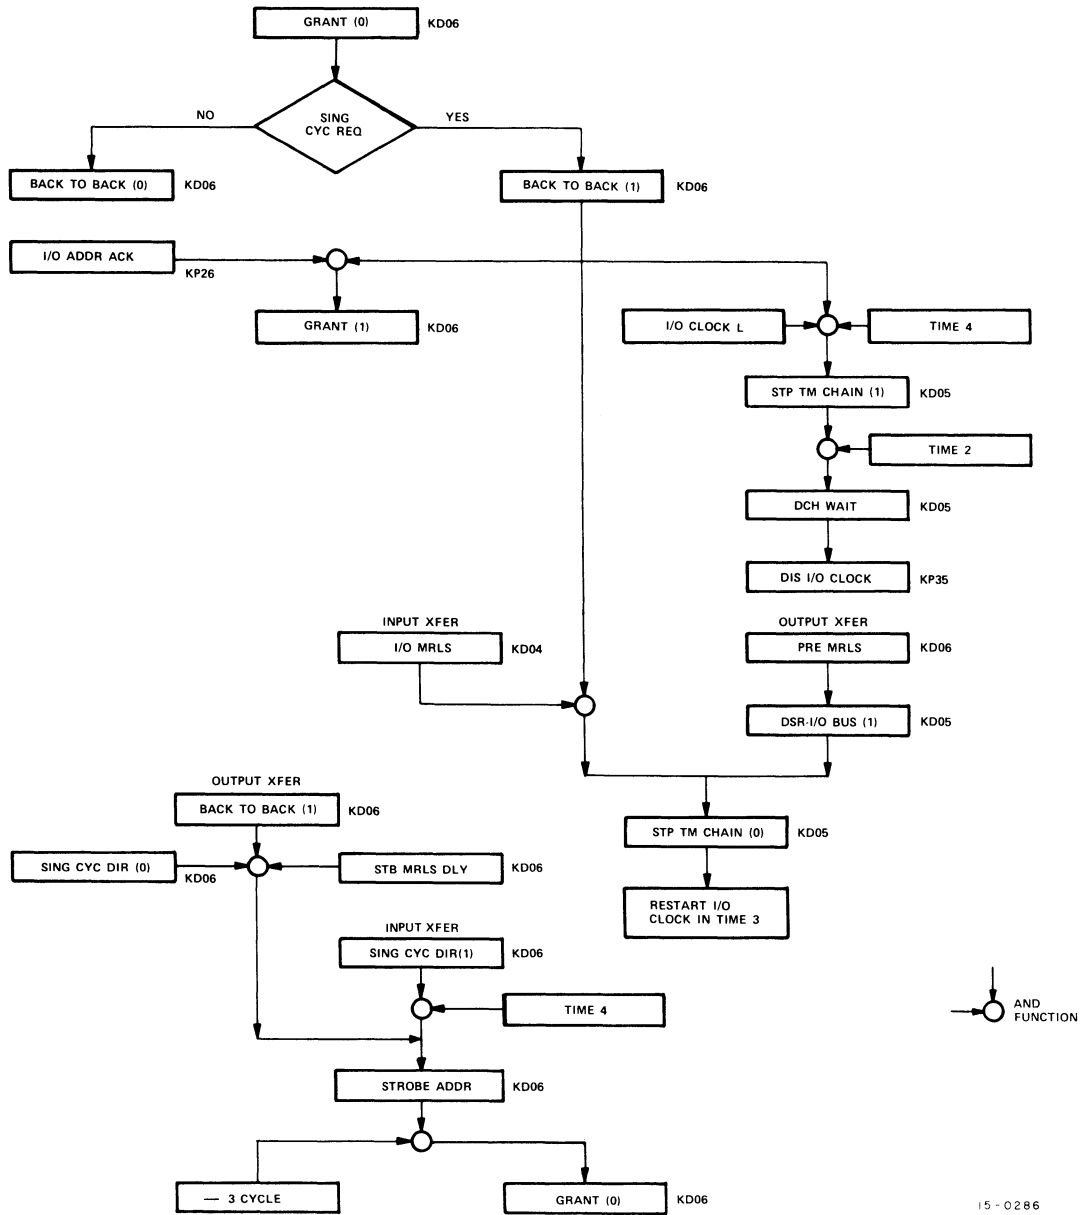 GRANT (0)
KD06
SING
CYC REQ
NO
YES
BACK TO BACK (0)
KD06
BACK TO BACK (1)
KD06
I/O ADDR ACK
KP26
GRANT (1)
KD06
I/O CLOCK L
TIME 4
STP TM CHAIN (1)
KD05
TIME 2
DCH WAIT
KD05
DIS I/O CLOCK
KP35
INPUT XFER
I/O MRLS
KD04
OUTPUT XFER
PRE MRLS
KD06
DSR-I/O BUS (1)
KD05
OUTPUT XFER
BACK TO BACK (1)
KD06
STP TM CHAIN (0)
KD05
SING CYC DIR (0)
KD06
STB MRLS DLY
KD06
RESTART I/O
CLOCK IN TIME 3
INPUT XFER
SING CYC DIR(1)
KD06
TIME 4
AND
FUNCTION
STROBE ADDR
KD06
— 3 CYCLE
GRANT (0)
KD06
15-0286